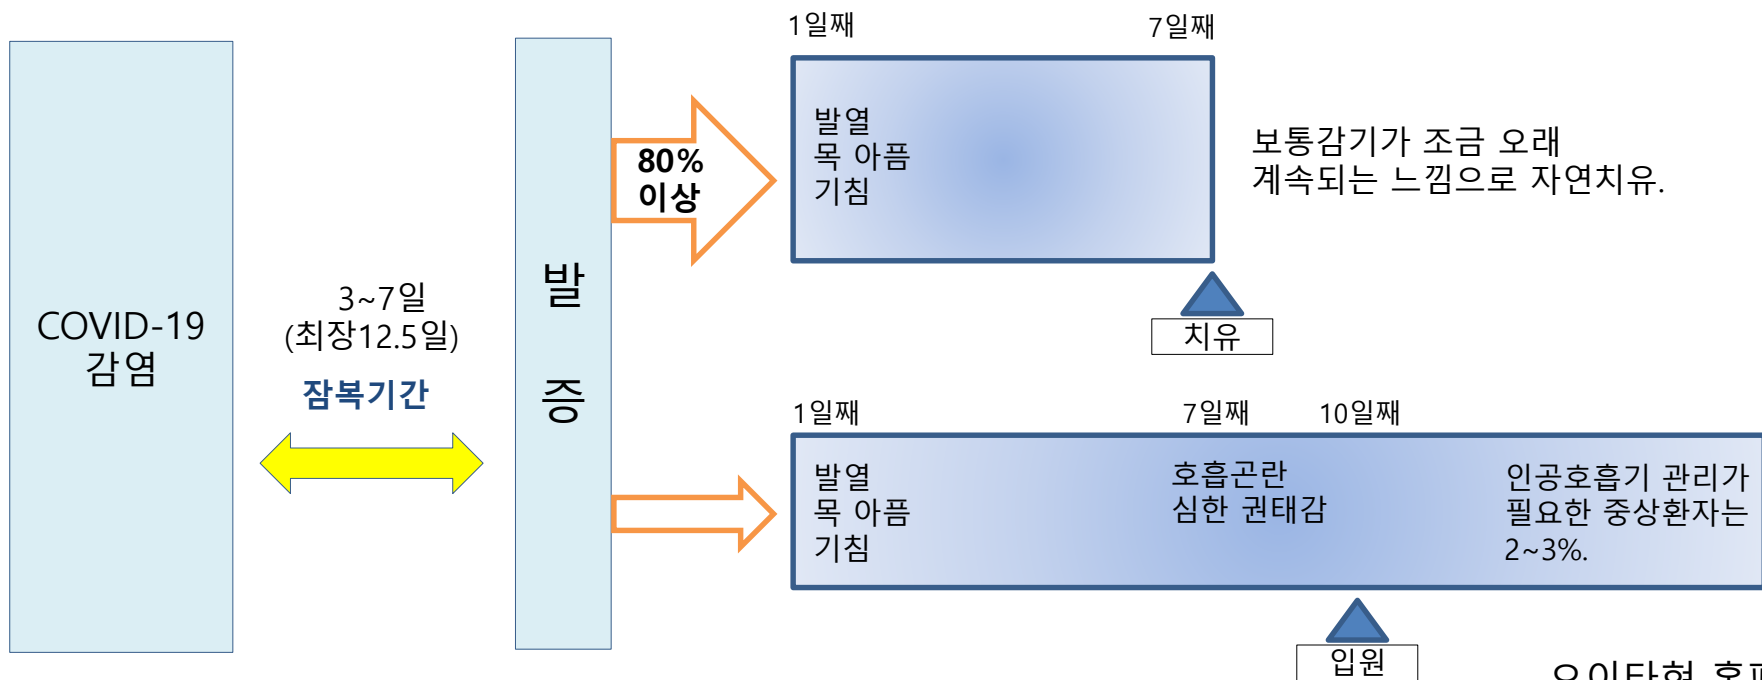 COVID-19
감염
3~7일
(최장12.5일)
잠복기간
발
증
80%
이상
1일째
7일째
발열
목 아픔
기침
보통감기가 조금 오래
계속되는 느낌으로 자연치유.
치유
1일째
7일째
10일째
발열
목 아픔
기침
호흡곤란
심한 권태감
인공호흡기 관리가
필요한 중상환자는
2~3%.
입원